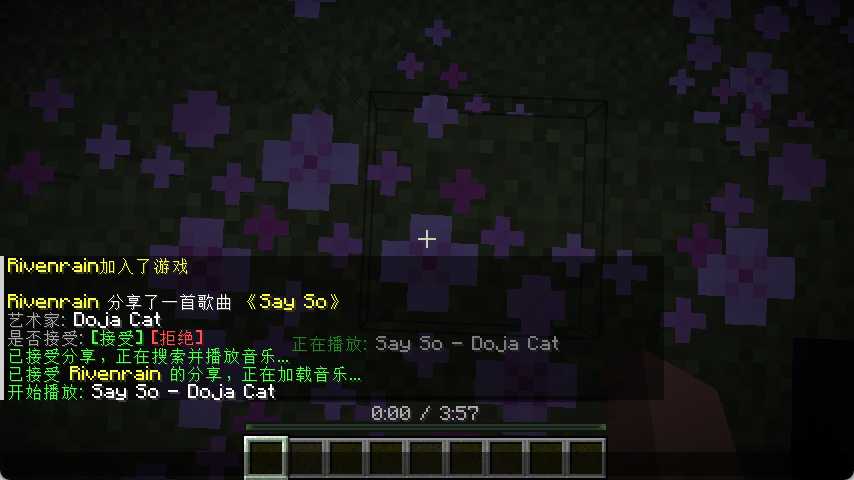 Rivenrain加入了游戏
Rivenrain 分享了一首歌曲 《Say So》
艺术家: Doja Cat
是否接受: [接受] [拒绝]
正在播放: Say So - Doja Cat
已接受分享，正在搜索并播放音乐...
已接受 Rivenrain 的分享，正在加载音乐...
开始播放: Say So - Doja Cat
0:00 / 3:57